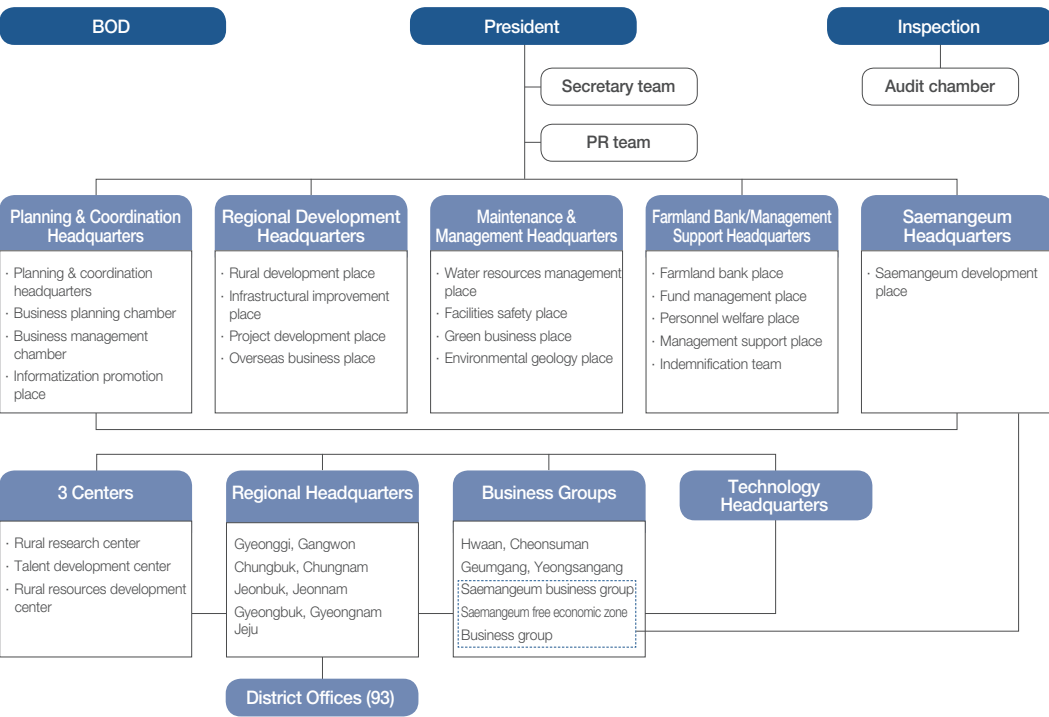 BOD
President
Inspection
Secretary team
Audit chamber
PR team
Planning & Coordination
Headquarters
· Planning & coordination
headquarters
· Business planning chamber
· Business management
chamber
· Informatization promotion
place
Regional Development
Headquarters
· Rural development place
· Infrastructural improvement
place
· Project development place
· Overseas business place
Maintenance &
Management Headquarters
· Water resources management
place
· Facilities safety place
· Green business place
· Environmental geology place
Farmland Bank/Management
Support Headquarters
· Farmland bank place
· Fund management place
· Personnel welfare place
· Management support place
· Indemnification team
Saemangeum
Headquarters
· Saemangeum development
place
3 Centers
· Rural research center
· Talent development center
· Rural resources development
center
Regional Headquarters
Gyeonggi, Gangwon
Chungbuk, Chungnam
Jeonbuk, Jeonnam
Gyeongbuk, Gyeongnam
Jeju
Business Groups
Hwaan, Cheonsuman
Geumgang, Yeongsangang
Saemangeum business group
Saemangeum free economic zone
Business group
Technology
Headquarters
District Offices (93)